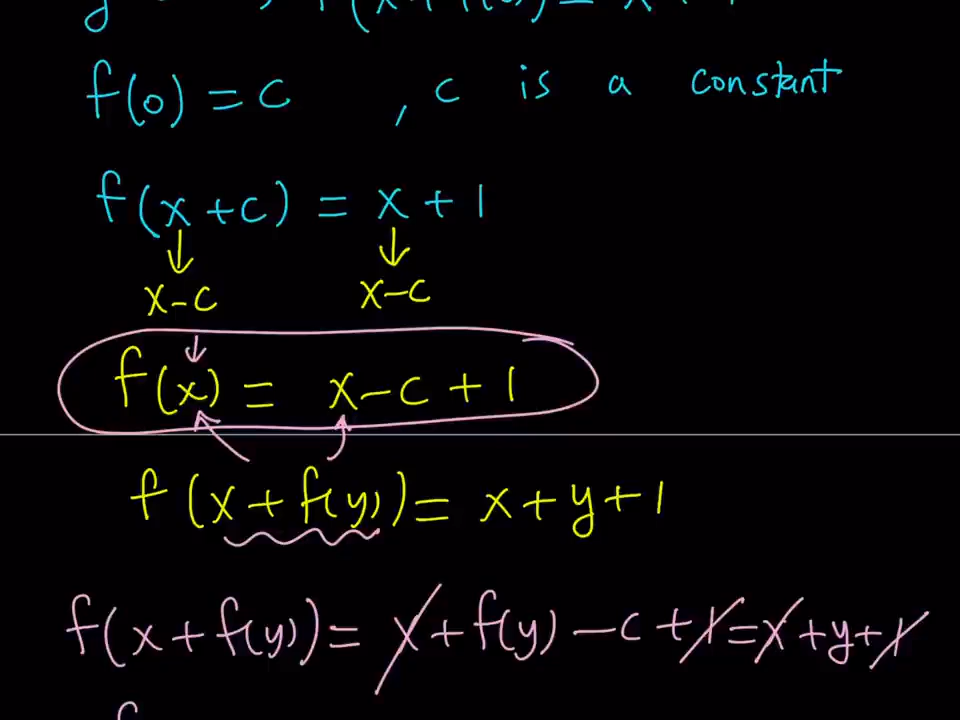 f(0) = c , c is a constant
f(x+c) = x+1
x-c x-c
f(x) = x-c+1
f(x+f(y)) = x+y+1
f(x+f(y)) = x+f(y)-c+1=x+y+1